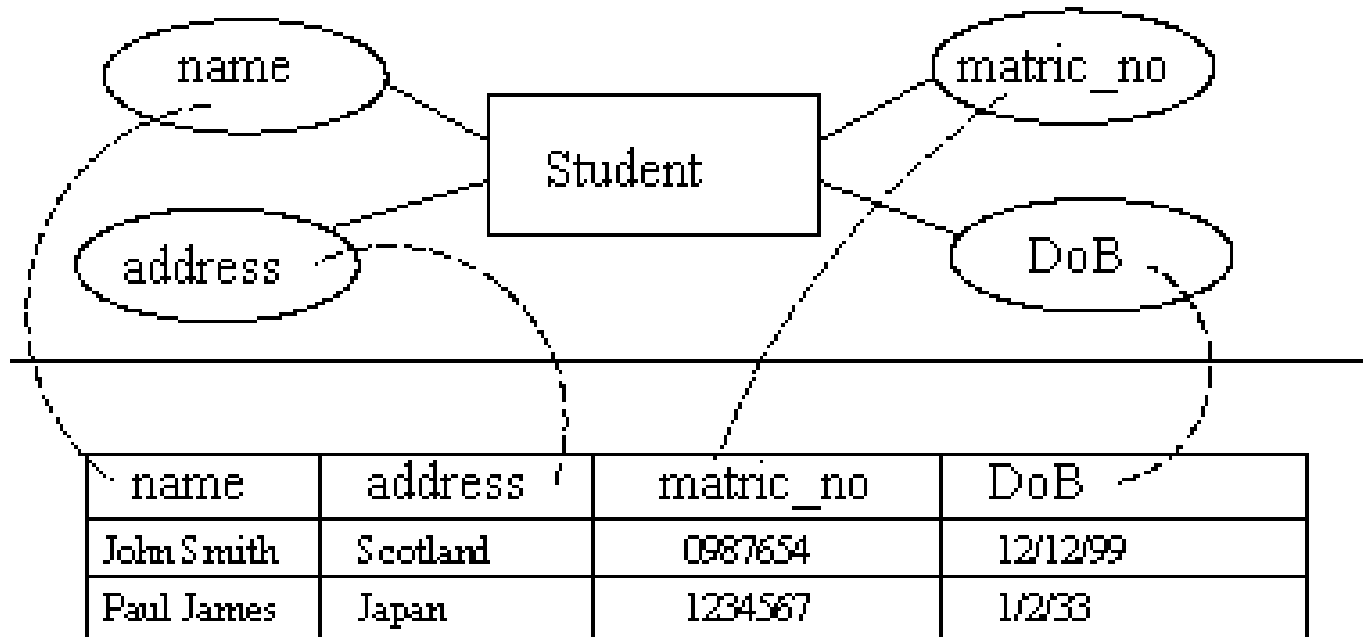 name
matric_no
Student
address
DoB
name address matric_no DoB
John Smith Scotland 0987654 12/12/99
Paul James Japan 1234567 1/2/33